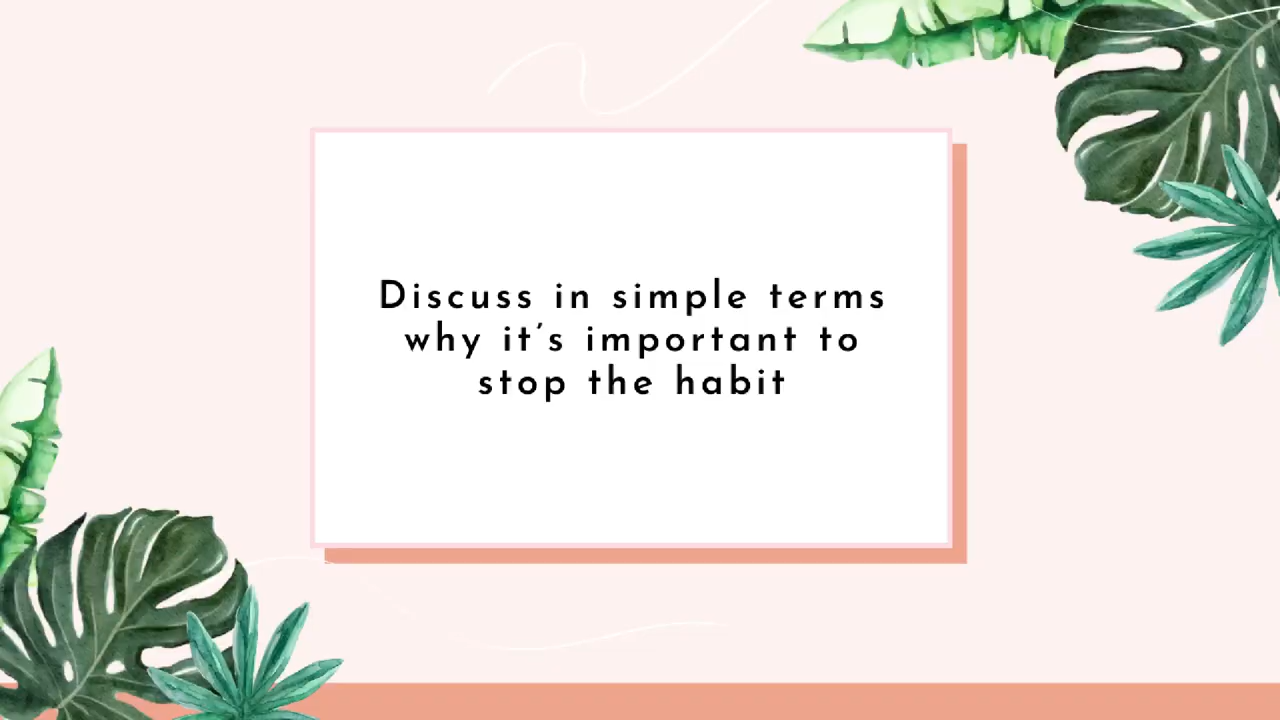 Discuss in simple terms
why it's important to
stop the habit